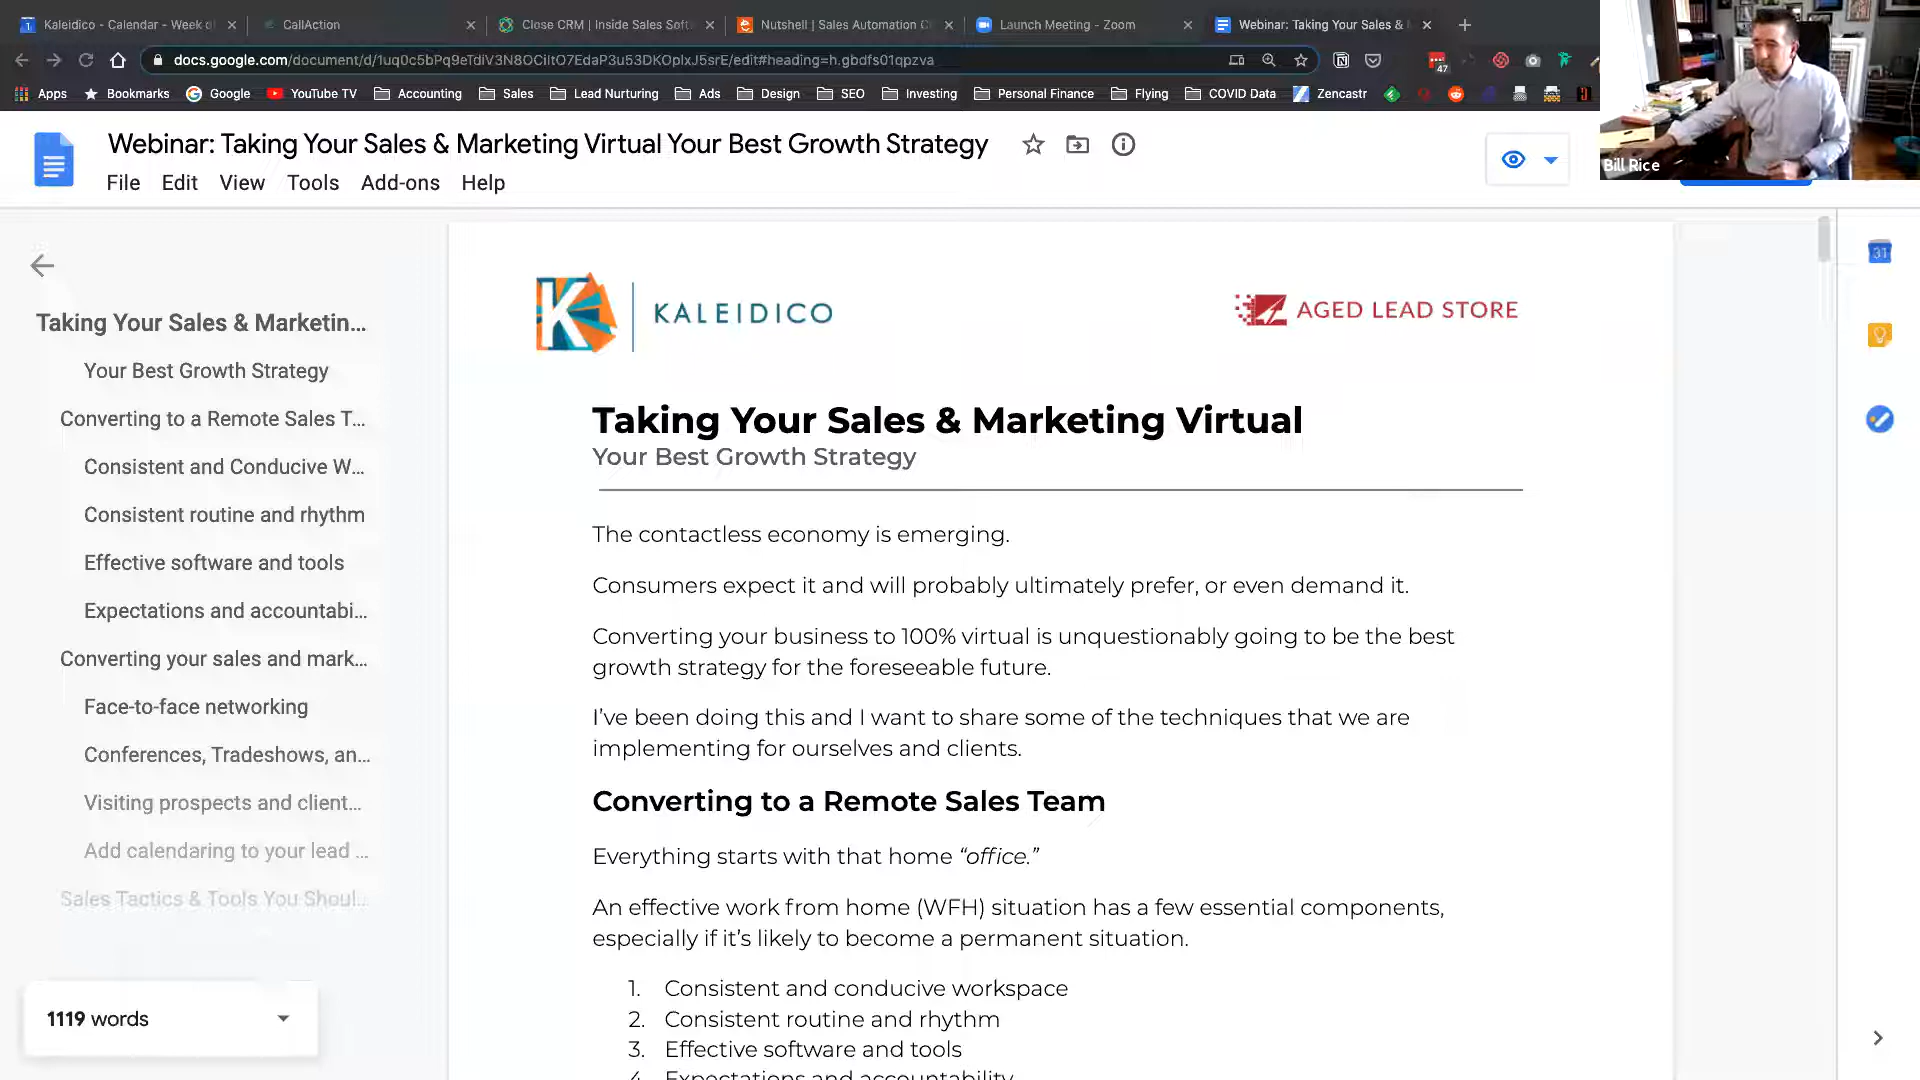 Kaleidico - Calendar - Week o
CallAction
Close CRM | Inside Sales Soft
Nutshell | Sales Automation C
Launch Meeting - Zoom
Webinar: Taking Your Sales &
docs.google.com/document/d/1uq0c5bPq9eTdlV3N8OCiltO7EdaP3u53DKOplxJ5srE/edit#heading=h.gbdfs01qpzva
47
Apps Bookmarks Google YouTube TV Accounting Sales Lead Nurturing Ads Design SEO Investing Personal Finance Flying COVID Data Zencastr
Bill Rice
Webinar: Taking Your Sales & Marketing Virtual Your Best Growth Strategy
File Edit View Tools Add-ons Help
31
Taking Your Sales & Marketin...
Your Best Growth Strategy
Converting to a Remote Sales T...
Consistent and Conducive W...
Consistent routine and rhythm
Effective software and tools
Expectations and accountabi...
Converting your sales and mark...
Face-to-face networking
Conferences, Tradeshows, an...
Visiting prospects and client...
Add calendaring to your lead ...
Sales Tactics & Tools You Shoul...
1119 words
K KALEIDICO
AGED LEAD STORE
Taking Your Sales & Marketing Virtual
Your Best Growth Strategy
The contactless economy is emerging.
Consumers expect it and will probably ultimately prefer, or even demand it.
Converting your business to 100% virtual is unquestionably going to be the best
growth strategy for the foreseeable future.
I've been doing this and I want to share some of the techniques that we are
implementing for ourselves and clients.
Converting to a Remote Sales Team
Everything starts with that home “office.”
An effective work from home (WFH) situation has a few essential components,
especially if it's likely to become a permanent situation.
1. Consistent and conducive workspace
2. Consistent routine and rhythm
3. Effective software and tools
4. Expectations and accountability